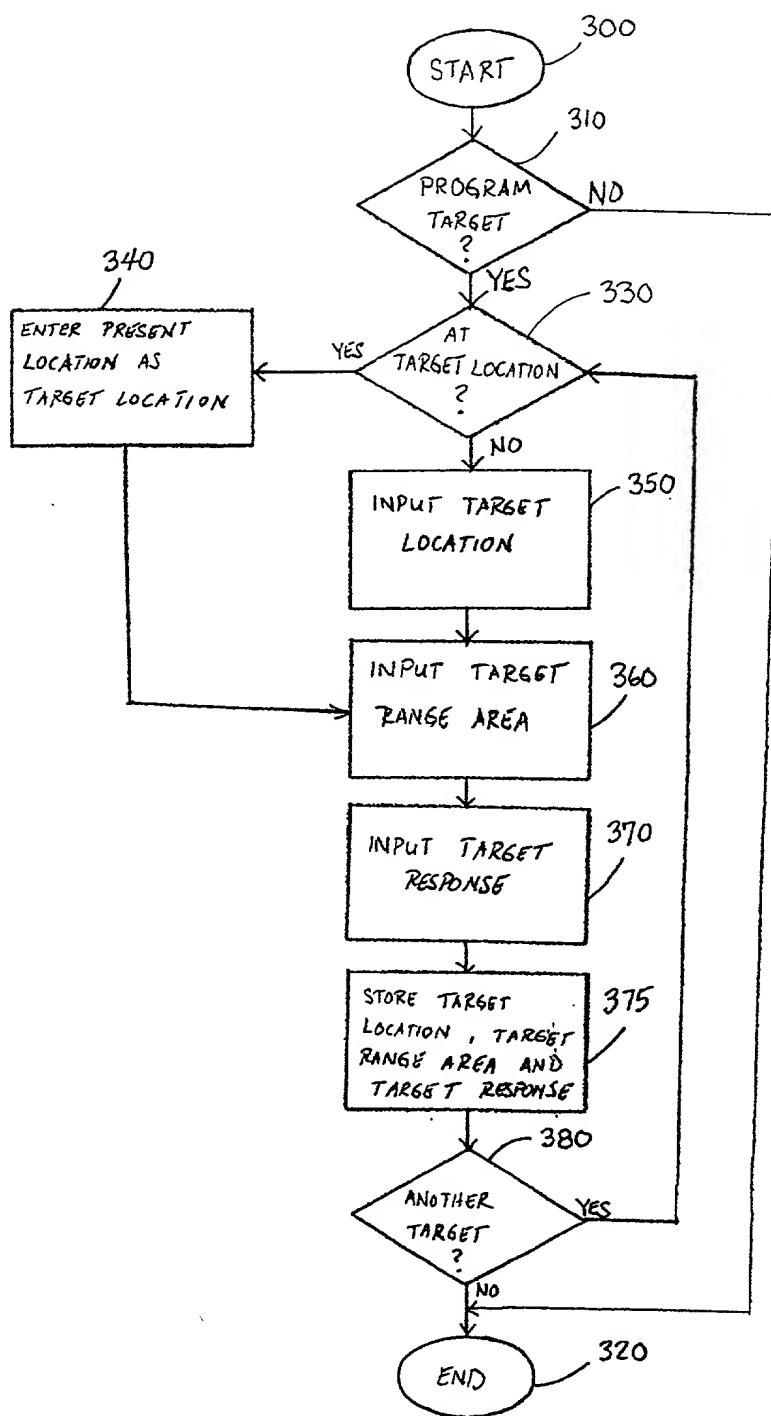 300
START
310
PROGRAM
TARGET
?
NO
YES
340
330
ENTER PRESENT
LOCATION AS
TARGET LOCATION
YES
AT
TARGET LOCATION
?
NO
350
INPUT TARGET
LOCATION
360
INPUT TARGET
RANGE AREA
370
INPUT TARGET
RESPONSE
375
STORE TARGET
LOCATION, TARGET
RANGE AREA AND
TARGET RESPONSE
380
ANOTHER
TARGET
?
YES
NO
320
END